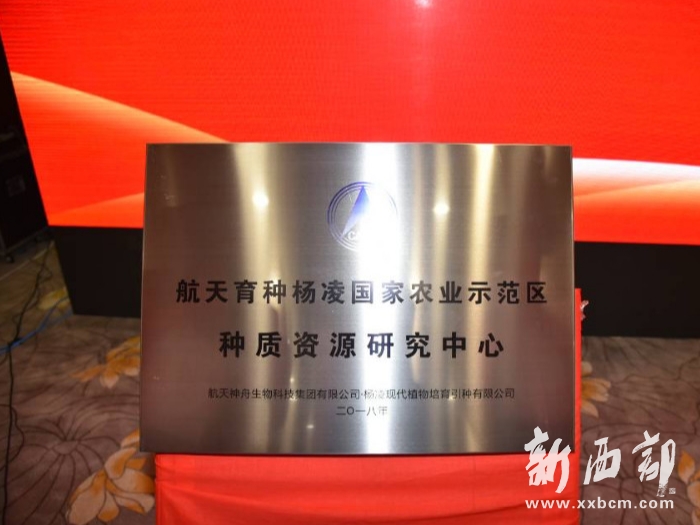 航天育种杨凌国家农业示范区
种质资源研究中心
航天神舟生物科技集团有限公司·杨凌现代植物培育引种有限公司
二〇一八年
新西部
www.xxbcm.com